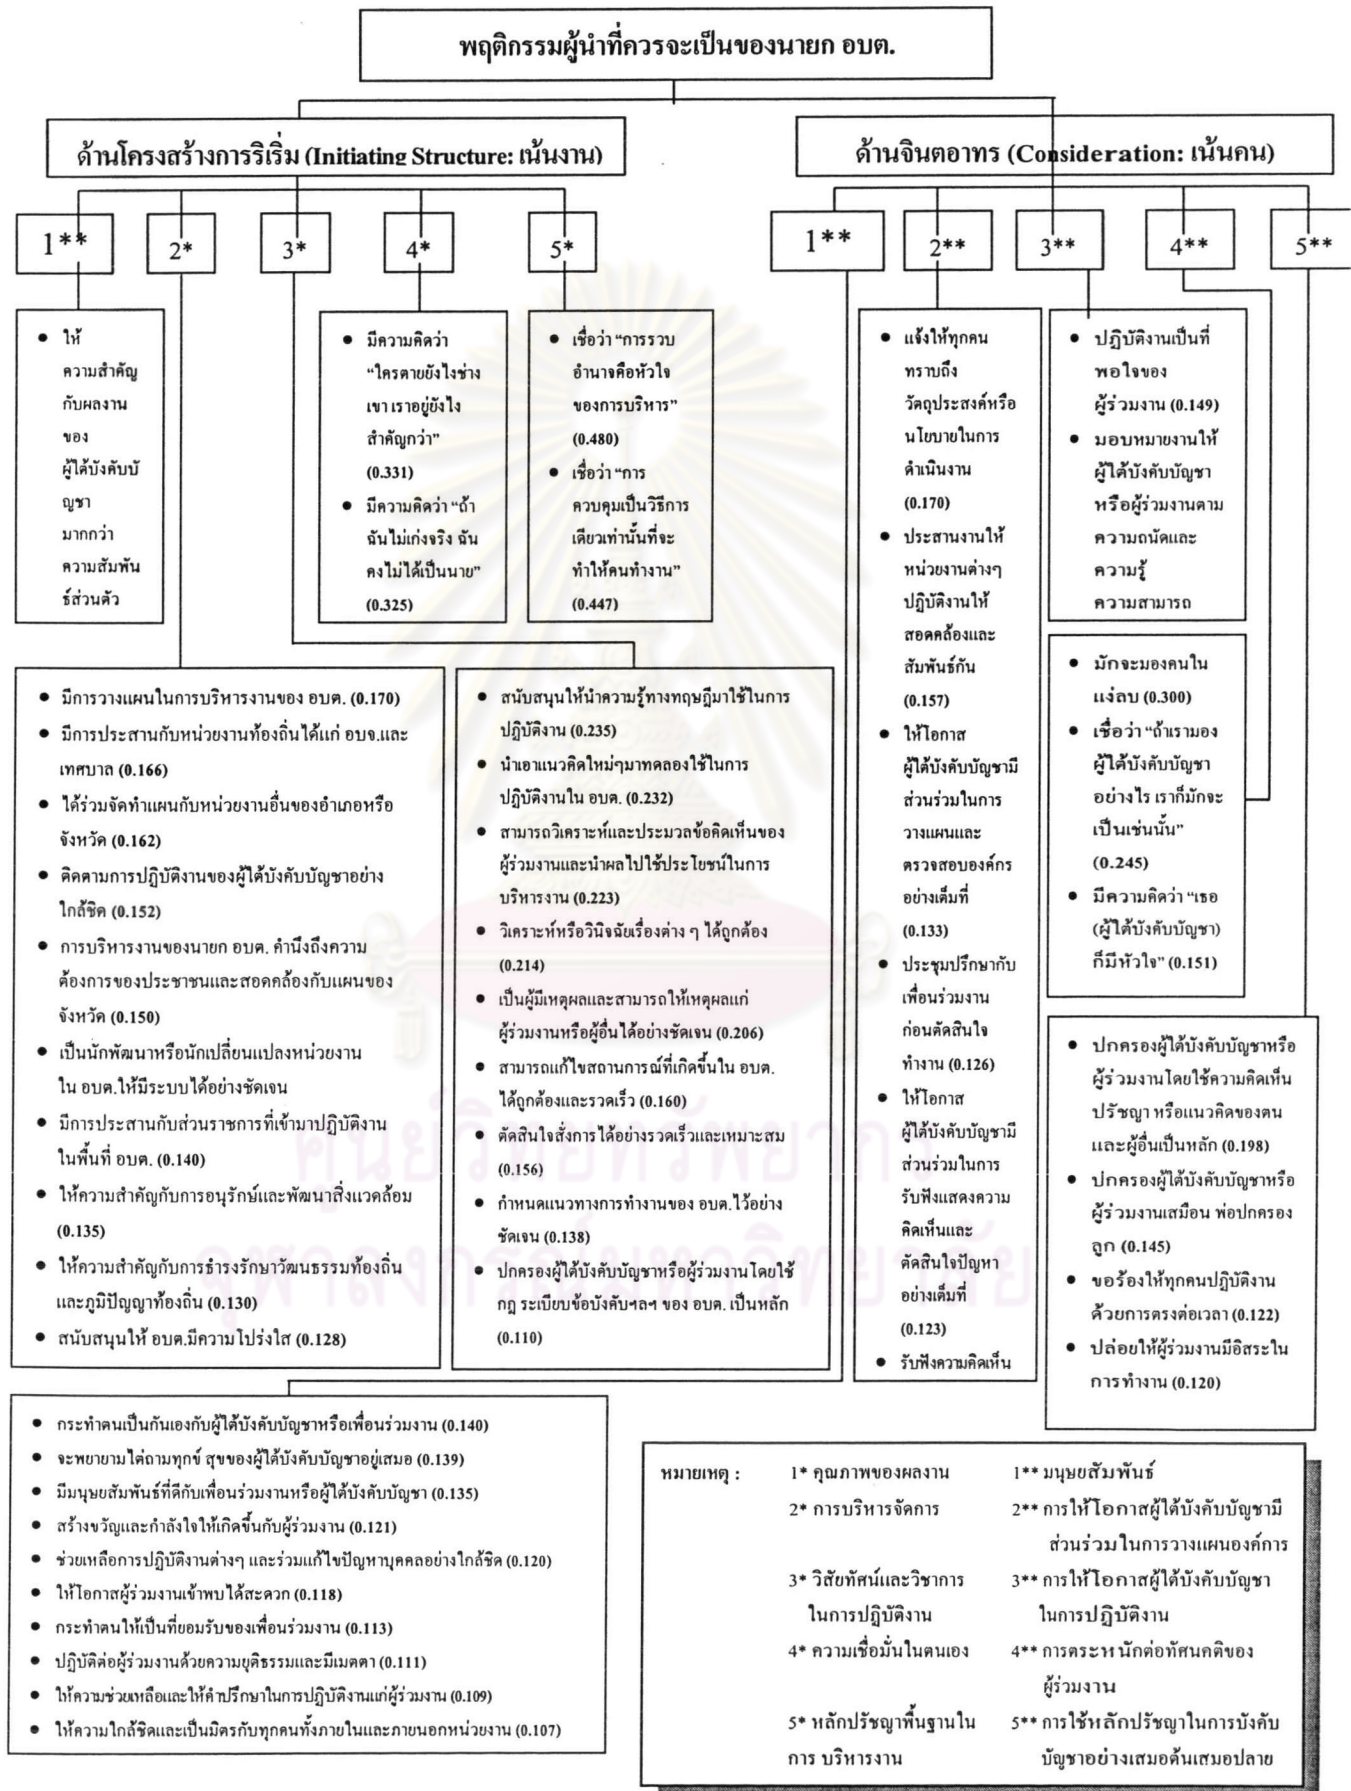 พฤติกรรมผู้นำที่ควรจะเป็นของนายก อบต.
ด้านโครงสร้างการริเริ่ม (Initiating Structure: เน้นงาน)
ด้านจินตอาทร (Consideration: เน้นคน)
1**
2*
3*
4*
5*
1**
2**
3**
4**
5**
• ให้
ความสำคัญ
กับผลงาน
ของ
ผู้ใต้บังคับบั
ญชา
มากกว่า
ความสัมพัน
ธ์ส่วนตัว
• มีความคิดว่า
“ใครตายยังไงช่าง
เขา เราอยู่ยังไง
สำคัญกว่า”
(0.331)
• มีความคิดว่า “ถ้า
ฉันไม่เก่งจริง ฉัน
คงไม่ได้เป็นนาย”
(0.325)
• เชื่อว่า “การรวบ
อำนาจคือหัวใจ
ของการบริหาร”
(0.480)
• เชื่อว่า “การ
ควบคุมเป็นวิธีการ
เดียวเท่านั้นที่จะ
ทำให้คนทำงาน”
(0.447)
• แจ้งให้ทุกคน
ทราบถึง
วัตถุประสงค์หรือ
นโยบายในการ
ดำเนินงาน
(0.170)
• ประสานงานให้
หน่วยงานต่างๆ
ปฏิบัติงานให้
สอดคล้องและ
สัมพันธ์กัน
(0.157)
• ให้โอกาส
ผู้ใต้บังคับบัญชามี
ส่วนร่วมในการ
วางแผนและ
ตรวจสอบองค์กร
อย่างเต็มที่
(0.133)
• ประชุมปรึกษากับ
เพื่อนร่วมงาน
ก่อนตัดสินใจ
ทำงาน (0.126)
• ให้โอกาส
ผู้ใต้บังคับบัญชามี
ส่วนร่วมในการ
รับฟังแสดงความ
คิดเห็นและ
ตัดสินใจปัญหา
อย่างเต็มที่
(0.123)
• รับฟังความคิดเห็น
• ปฏิบัติงานเป็นที่
พอใจของ
ผู้ร่วมงาน (0.149)
• มอบหมายงานให้
ผู้ใต้บังคับบัญชา
หรือผู้ร่วมงานตาม
ความถนัดและ
ความรู้
ความสามารถ
• มักจะมองคนใน
แง่ลบ (0.300)
• เชื่อว่า “ถ้าเรามอง
ผู้ใต้บังคับบัญชา
อย่างไร เราก็มักจะ
เป็นเช่นนั้น”
(0.245)
• มีความคิดว่า “เธอ
(ผู้ใต้บังคับบัญชา)
ก็มีหัวใจ” (0.151)
• ปกครองผู้ใต้บังคับบัญชาหรือ
ผู้ร่วมงานโดยใช้ความคิดเห็น
ปรัชญา หรือแนวคิดของตน
และผู้อื่นเป็นหลัก (0.198)
• ปกครองผู้ใต้บังคับบัญชาหรือ
ผู้ร่วมงานเสมือน พ่อปกครอง
ลูก (0.145)
• ขอร้องให้ทุกคนปฏิบัติงาน
ด้วยการตรงต่อเวลา (0.122)
• ปล่อยให้ผู้ร่วมงานมีอิสระใน
การทำงาน (0.120)
• มีการวางแผนในการบริหารงานของ อบต. (0.170)
• มีการประสานกับหน่วยงานท้องถิ่นได้แก่ อบจ.และ
เทศบาล (0.166)
• ได้ร่วมจัดทำแผนกับหน่วยงานอื่นของอำเภอหรือ
จังหวัด (0.162)
• ติดตามการปฏิบัติงานของผู้ใต้บังคับบัญชาอย่าง
ใกล้ชิด (0.152)
• การบริหารงานของนายก อบต. คำนึงถึงความ
ต้องการของประชาชนและสอดคล้องกับแผนของ
จังหวัด (0.150)
• เป็นนักพัฒนาหรือนักเปลี่ยนแปลงหน่วยงาน
ใน อบต.ให้มีระบบได้อย่างชัดเจน
• มีการประสานกับส่วนราชการที่เข้ามาปฏิบัติงาน
ในพื้นที่ อบต. (0.140)
• ให้ความสำคัญกับการอนุรักษ์และพัฒนาสิ่งแวดล้อม
(0.135)
• ให้ความสำคัญกับการธำรงรักษาวัฒนธรรมท้องถิ่น
และภูมิปัญญาท้องถิ่น (0.130)
• สนับสนุนให้ อบต.มีความโปร่งใส (0.128)
• สนับสนุนให้นำความรู้ทางทฤษฎีมาใช้ในการ
ปฏิบัติงาน (0.235)
• นำเอาแนวคิดใหม่ๆมาทดลองใช้ในการ
ปฏิบัติงานใน อบต. (0.232)
• สามารถวิเคราะห์และประมวลข้อคิดเห็นของ
ผู้ร่วมงานและนำผลไปใช้ประโยชน์ในการ
บริหารงาน (0.223)
• วิเคราะห์หรือวินิจฉัยเรื่องต่าง ๆ ได้ถูกต้อง
(0.214)
• เป็นผู้มีเหตุผลและสามารถให้เหตุผลแก่
ผู้ร่วมงานหรือผู้อื่นได้อย่างชัดเจน (0.206)
• สามารถแก้ไขสถานการณ์ที่เกิดขึ้นใน อบต.
ได้ถูกต้องและรวดเร็ว (0.160)
• ตัดสินใจสั่งการได้อย่างรวดเร็วและเหมาะสม
(0.156)
• กำหนดแนวทางการทำงานของ อบต.ไว้อย่าง
ชัดเจน (0.138)
• ปกครองผู้ใต้บังคับบัญชาหรือผู้ร่วมงานโดยใช้
กฎ ระเบียบข้อบังคับฯลฯ ของ อบต. เป็นหลัก
(0.110)
ศูนย์วิทยทรัพยากร
จุฬาลงกรณ์มหาวิทยาลัย
• กระทำตนเป็นกันเองกับผู้ใต้บังคับบัญชาหรือเพื่อนร่วมงาน (0.140)
• จะพยายามไต่ถามทุกข์ สุขของผู้ใต้บังคับบัญชาอยู่เสมอ (0.139)
• มีมนุษยสัมพันธ์ที่ดีกับเพื่อนร่วมงานหรือผู้ใต้บังคับบัญชา (0.135)
• สร้างขวัญและกำลังใจให้เกิดขึ้นกับผู้ร่วมงาน (0.121)
• ช่วยเหลือการปฏิบัติงานต่างๆ และร่วมแก้ไขปัญหาบุคคลอย่างใกล้ชิด (0.120)
• ให้โอกาสผู้ร่วมงานเข้าพบได้สะดวก (0.118)
• กระทำตนให้เป็นที่ยอมรับของเพื่อนร่วมงาน (0.113)
• ปฏิบัติต่อผู้ร่วมงานด้วยความยุติธรรมและมีเมตตา (0.111)
• ให้ความช่วยเหลือและให้คำปรึกษาในการปฏิบัติงานแก่ผู้ร่วมงาน (0.109)
• ให้ความใกล้ชิดและเป็นมิตรกับทุกคนทั้งภายในและภายนอกหน่วยงาน (0.107)
หมายเหตุ : 1* คุณภาพของผลงาน 1** มนุษยสัมพันธ์
2* การบริหารจัดการ 2** การให้โอกาสผู้ใต้บังคับบัญชามี
ส่วนร่วมในการวางแผนองค์การ
3* วิสัยทัศน์และวิชาการ 3** การให้โอกาสผู้ใต้บังคับบัญชา
ในการปฏิบัติงาน ในการปฏิบัติงาน
4* ความเชื่อมั่นในตนเอง 4** การตระหนักต่อทัศนคติของ
ผู้ร่วมงาน
5* หลักปรัชญาพื้นฐานใน 5** การใช้หลักปรัชญาในการบังคับ
การ บริหารงาน บัญชาอย่างเสมอต้นเสมอปลาย